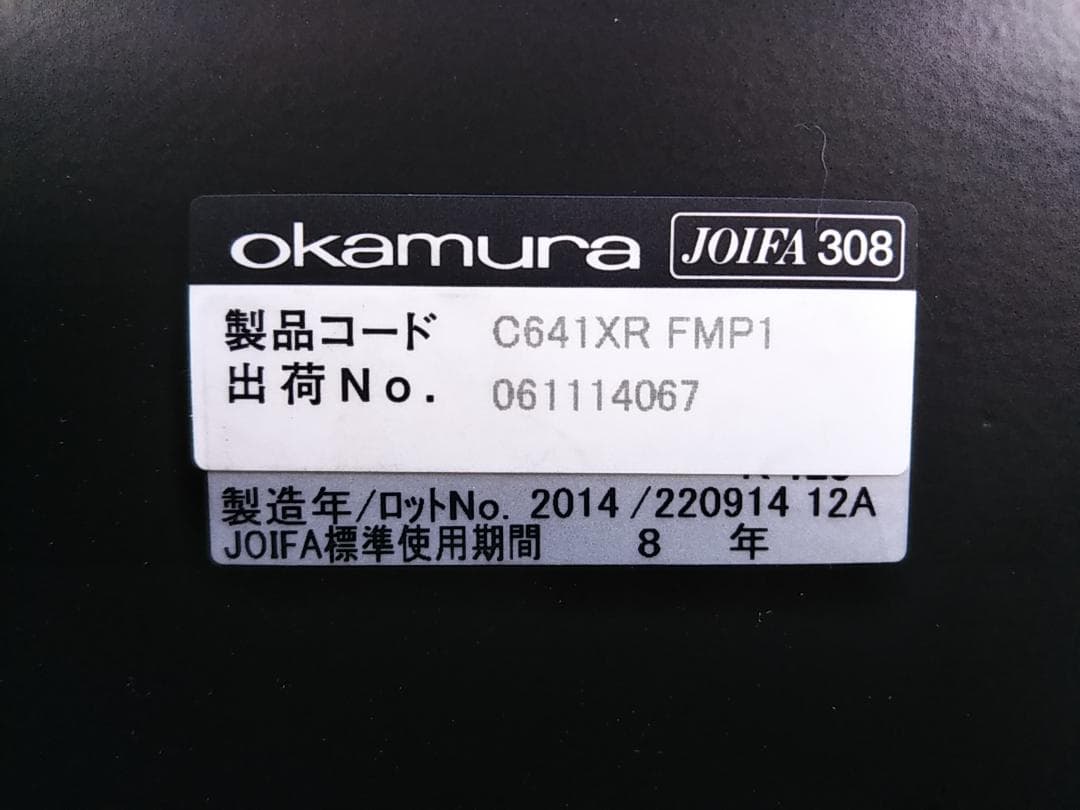 okamura JOIFA 308
製品コード C641XR FMP1
出荷No. 061114067
製造年/ロットNo. 2014 /220914 12A
JOIFA標準使用期間 8 年